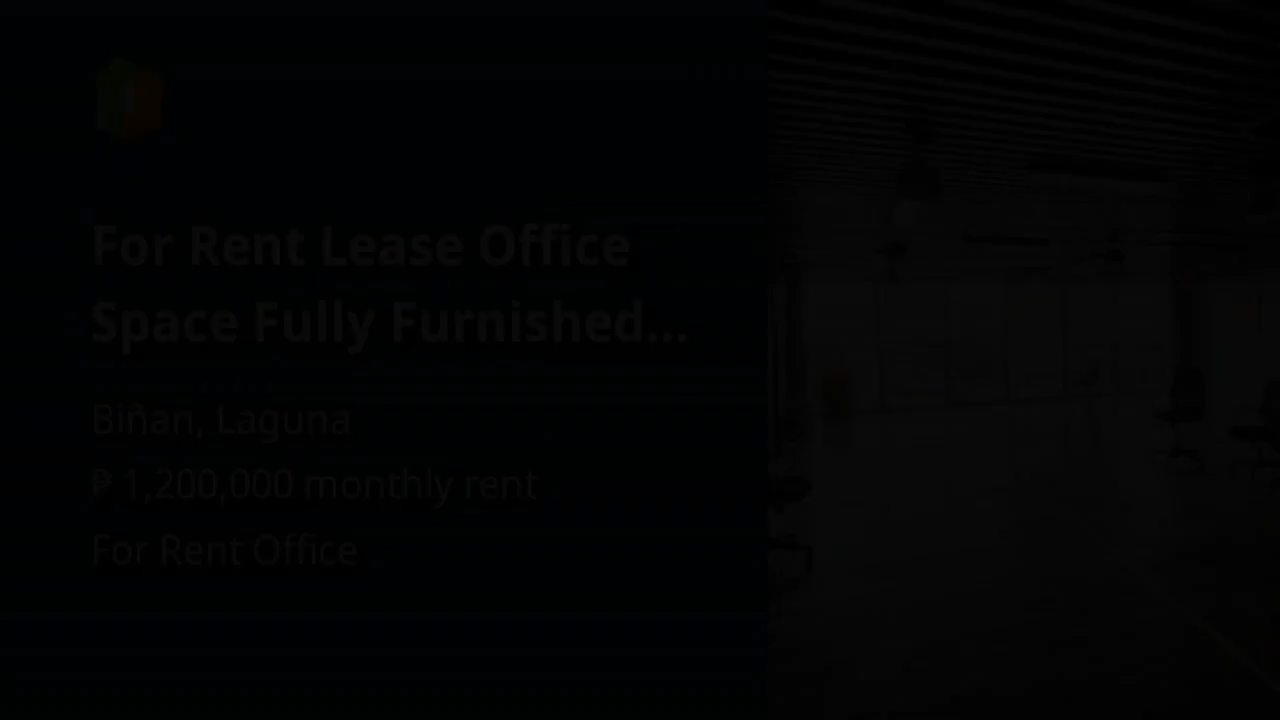 For Rent Lease Office
Space Fully Furnished...
Biñan, Laguna
₱ 1,200,000 monthly rent
For Rent Office